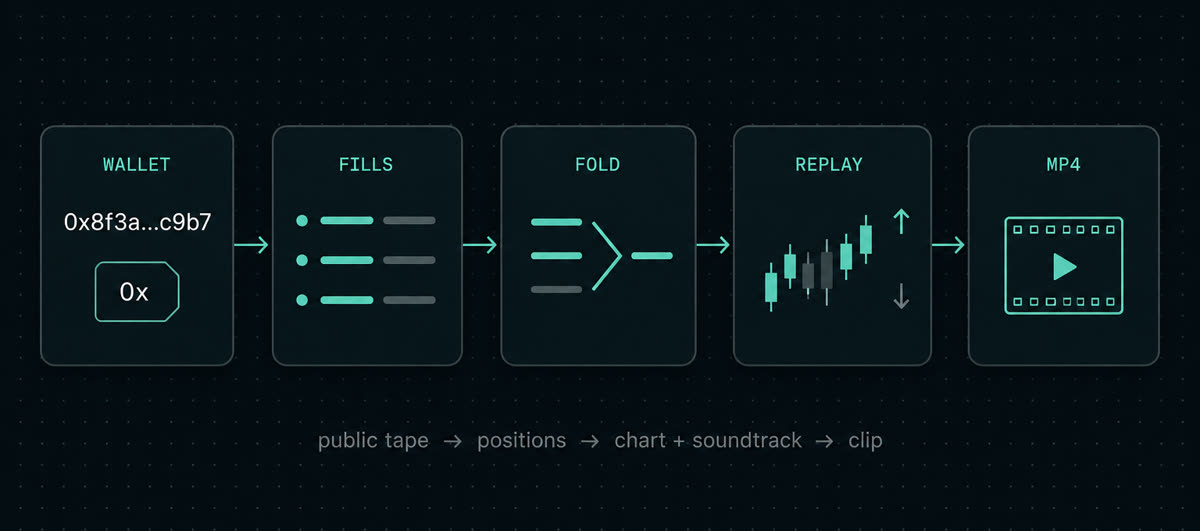 WALLET
0x8f3a...c9b7
0x
FILLS
FOLD
REPLAY
MP4
public tape → positions → chart + soundtrack → clip